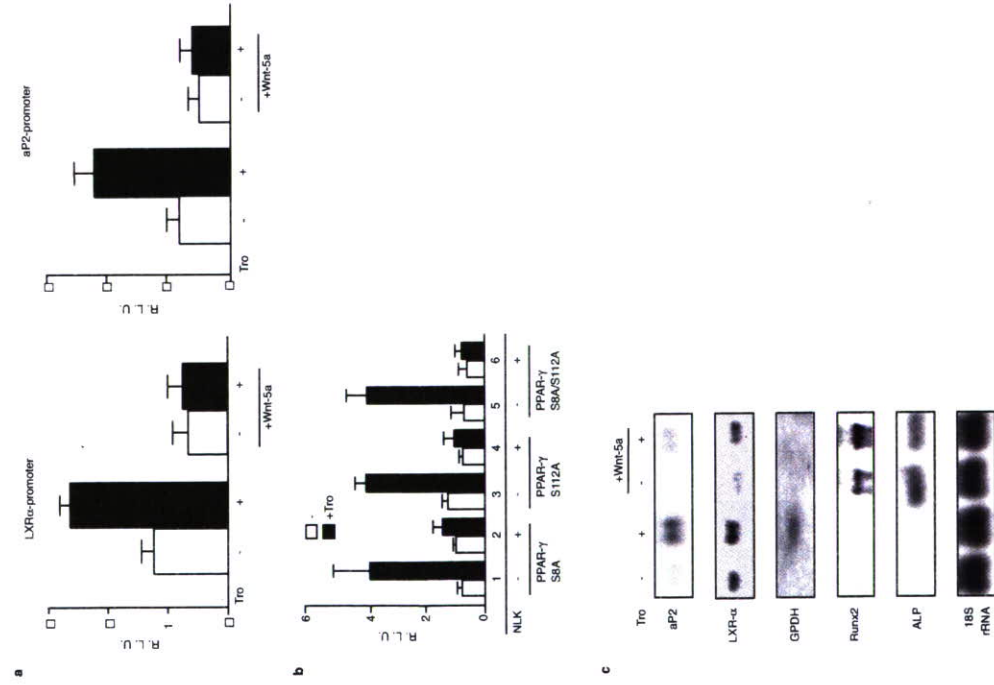 a
LXRα-promoter
R. L. U.
1
Tro
- + - +
+Wnt-5a
aP2-promoter
R. L. U.
Tro
- + - +
+Wnt-5a
b
-
+Tro
R. L. U.
6
4
2
0
1 2 3 4 5 6
NLK - + - + - +
PPAR-γ S8A
PPAR-γ S112A
PPAR-γ S8A/S112A
c
+Wnt-5a
Tro - + - +
aP2
LXR-α
GPDH
Runx2
ALP
18S
rRNA